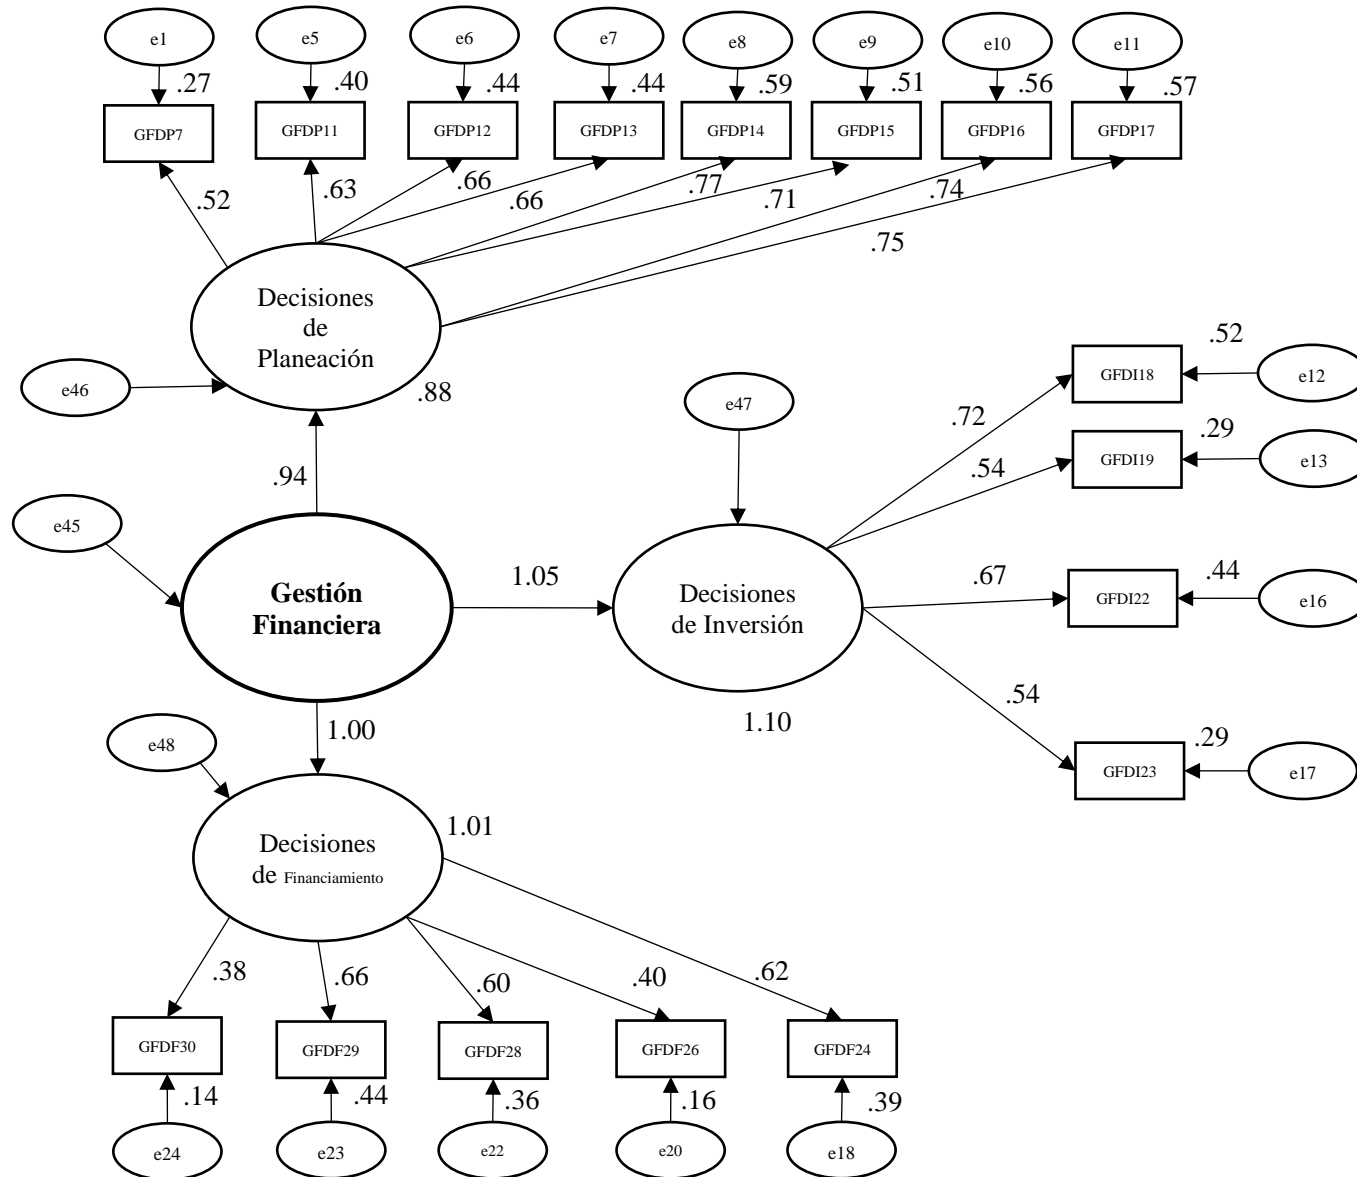 e1
e5
e6
e7
e8
e9
e10
e11
.27
.40
.44
.44
.59
.51
.56
.57
GFDP7
GFDP11
GFDP12
GFDP13
GFDP14
GFDP15
GFDP16
GFDP17
.52
.63
.66
.66
.77
.71
.74
.75
Decisiones
de
Planeación
e46
.88
.94
e45
Gestión
Financiera
1.05
e47
Decisiones
de Inversión
1.10
.72
.54
.67
.54
GFDI18
.52
e12
GFDI19
.29
e13
GFDI22
.44
e16
GFDI23
.29
e17
1.00
e48
Decisiones
de Financiamiento
1.01
.38
.66
.60
.40
.62
GFDF30
GFDF29
GFDF28
GFDF26
GFDF24
.14
.44
.36
.16
.39
e24
e23
e22
e20
e18